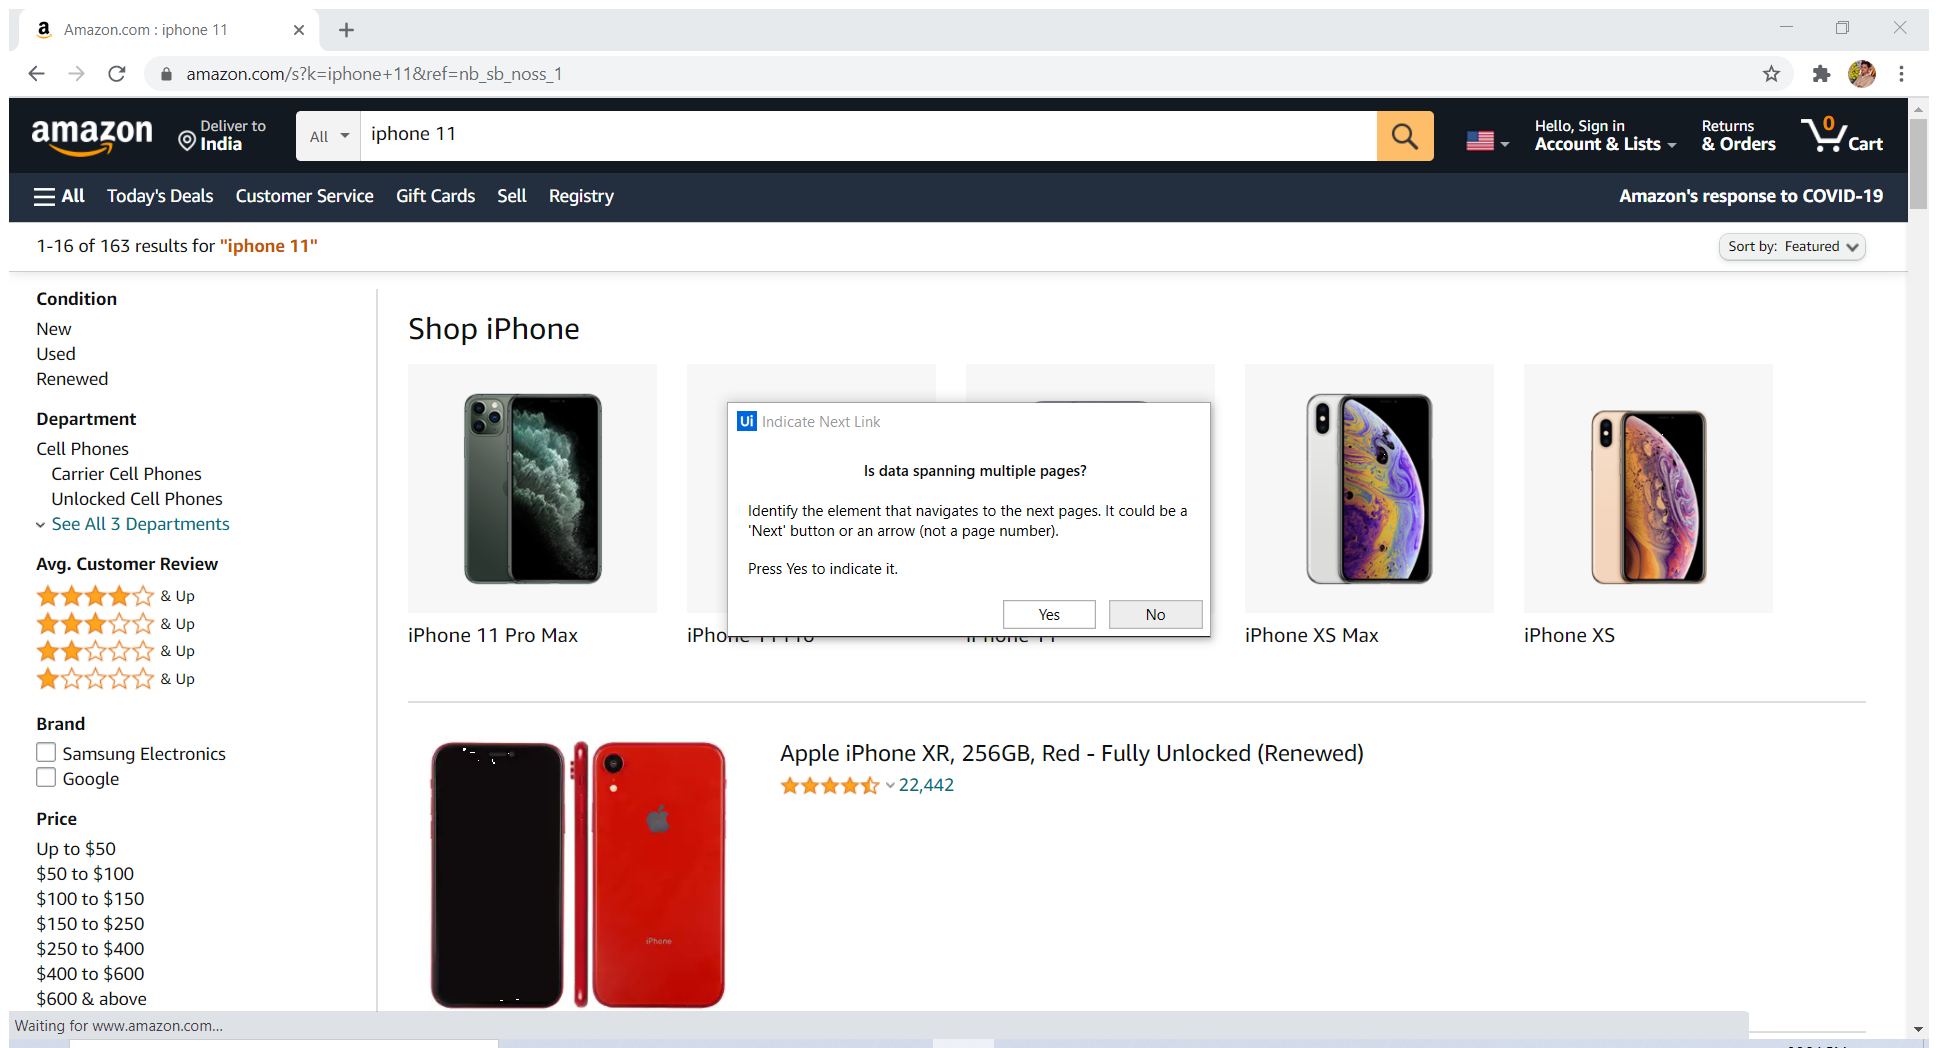 Amazon.com : iphone 11
amazon.com/s?k=iphone+11&ref=nb_sb_noss_1
amazon
Deliver to
India
All
iphone 11
Hello, Sign in
Account & Lists
Returns
& Orders
0
Cart
All Today's Deals Customer Service Gift Cards Sell Registry
Amazon's response to COVID-19
1-16 of 163 results for "iphone 11"
Sort by: Featured
Condition
New
Used
Renewed
Department
Cell Phones
Carrier Cell Phones
Unlocked Cell Phones
See All 3 Departments
Avg. Customer Review
& Up
& Up
& Up
& Up
Brand
Samsung Electronics
Google
Price
Up to $50
$50 to $100
$100 to $150
$150 to $250
$250 to $400
$400 to $600
$600 & above
Shop iPhone
Ui Indicate Next Link
Is data spanning multiple pages?
Identify the element that navigates to the next pages. It could be a
'Next' button or an arrow (not a page number).
Press Yes to indicate it.
Yes
No
iPhone 11 Pro Max
iPhone 11 Pro
iPhone 11
iPhone XS Max
iPhone XS
Apple iPhone XR, 256GB, Red - Fully Unlocked (Renewed)
22,442
iPhone
Waiting for www.amazon.com...